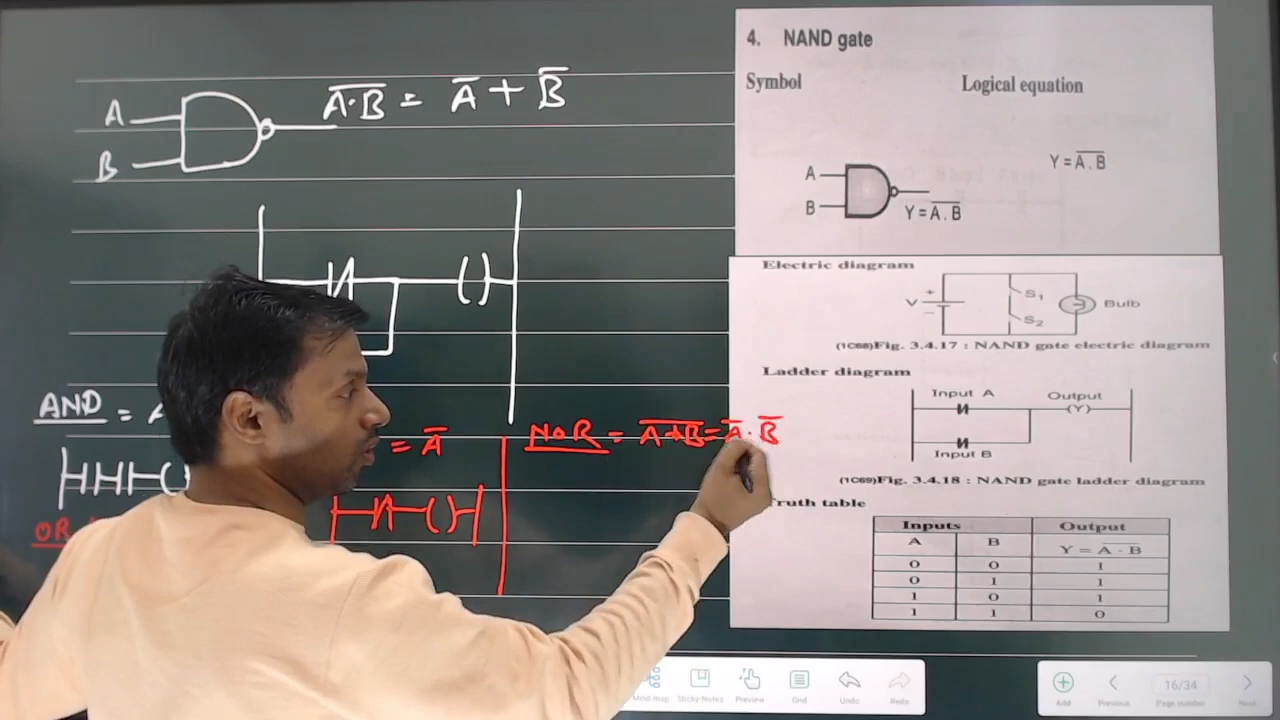 A
B
A·B̅ = A̅ + B̅
AND = A
OR
= A̅
NOR = A̅+̅B̅ = A̅ · B̅
4. NAND gate
Symbol Logical equation
A
B
Y = A̅ . B̅
Y = A̅ . B̅
Electric diagram
V + −
S1
S2
Bulb
(1C68)Fig. 3.4.17 : NAND gate electric diagram
Ladder diagram
Input A Output
(Y)
Input B
(1C69)Fig. 3.4.18 : NAND gate ladder diagram
Truth table
Inputs Output
A B Y = A̅ · B̅
0 0 1
0 1 1
1 0 1
1 1 0
Mind map Sticky-Notes Preview Grid Undo Redo
Add Previous 16/34 Page number Next